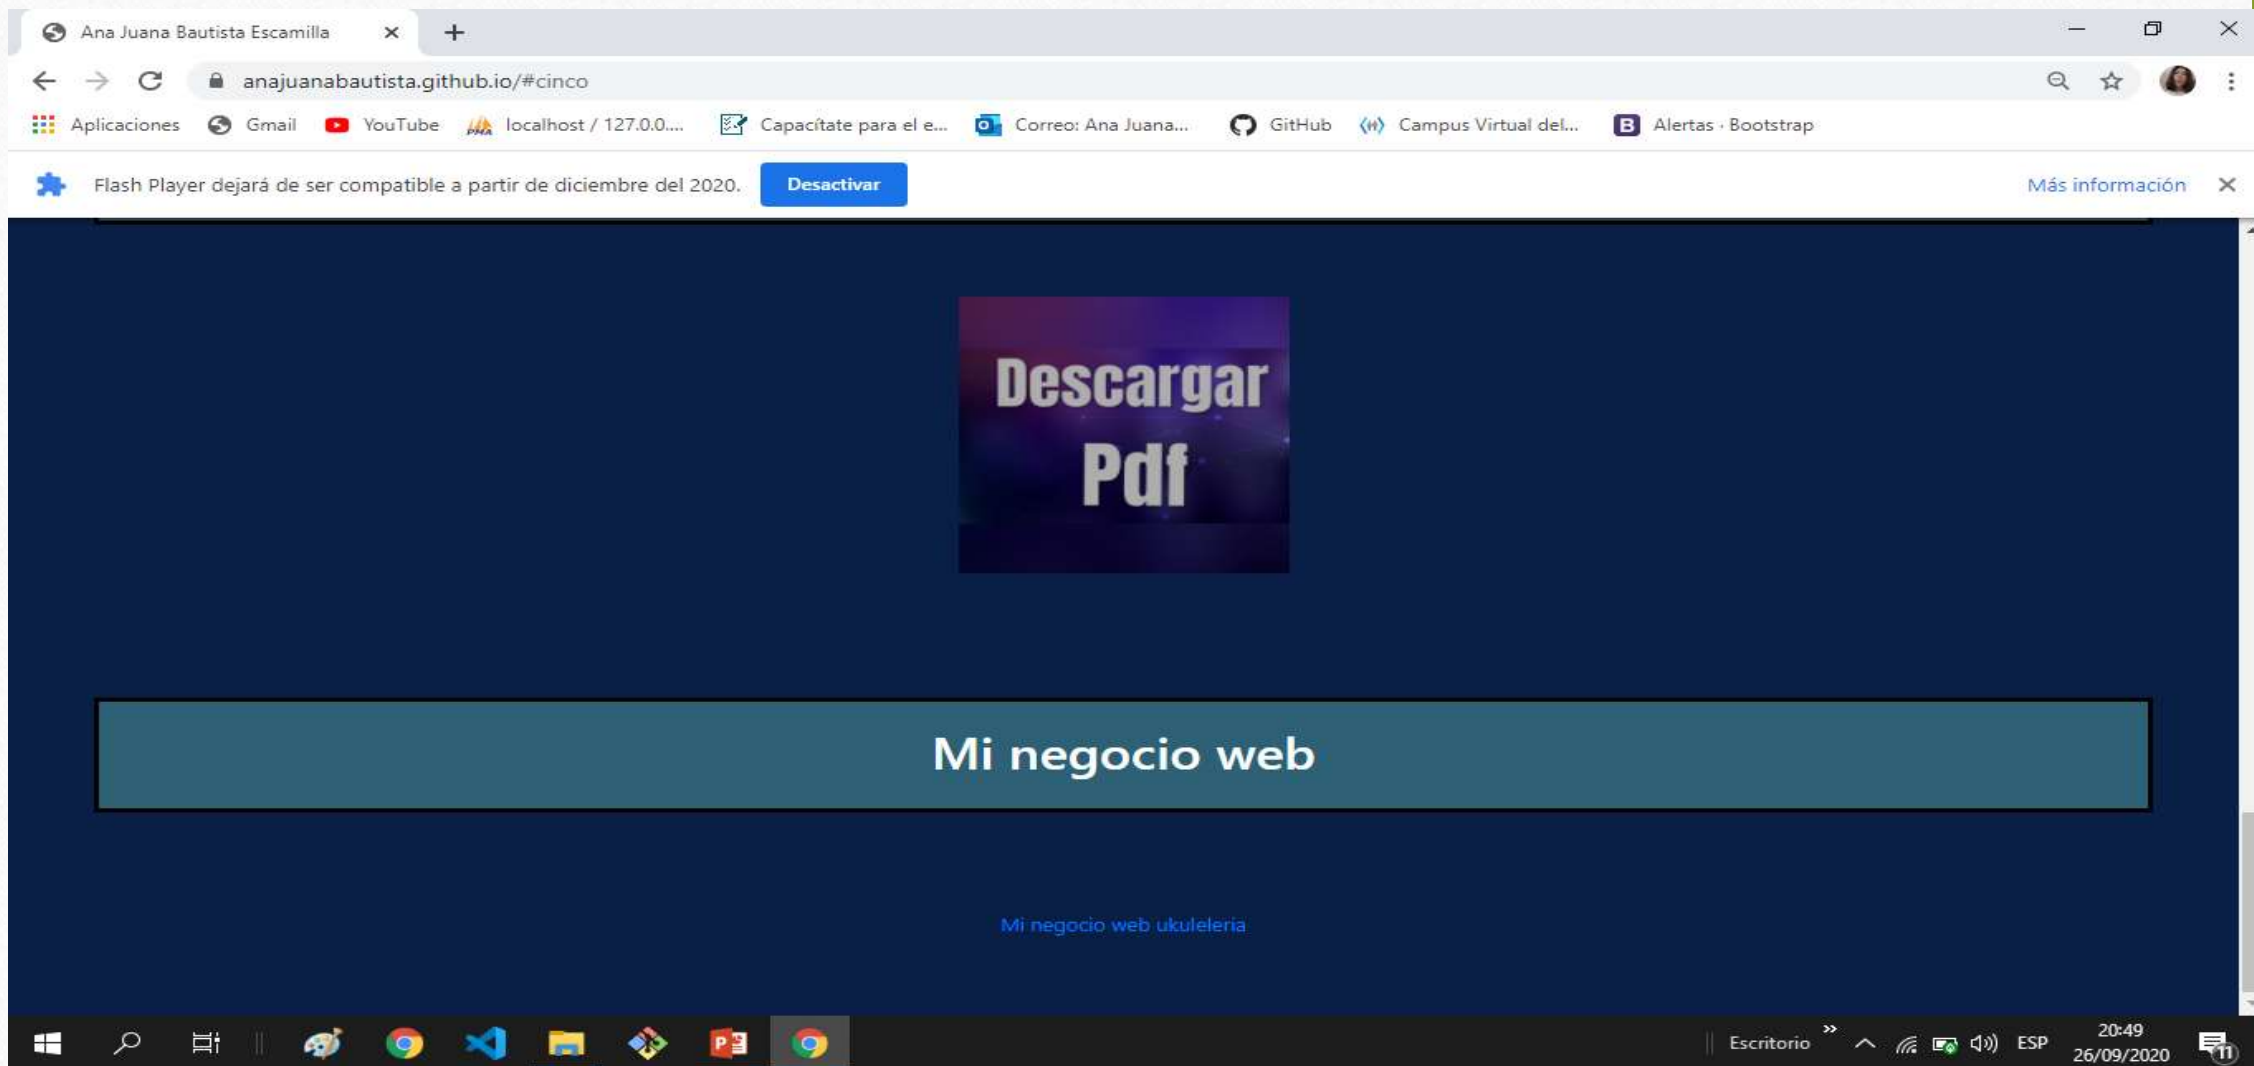 Ana Juana Bautista Escamilla
anajuanabautista.github.io/#cinco
Aplicaciones Gmail YouTube localhost / 127.0.0.... Capacítate para el e... Correo: Ana Juana... GitHub Campus Virtual del... Alertas · Bootstrap
Flash Player dejará de ser compatible a partir de diciembre del 2020. Desactivar Más información
Descargar
Pdf
Mi negocio web
Mi negocio web ukuleleria
Escritorio ESP 20:49
26/09/2020 11